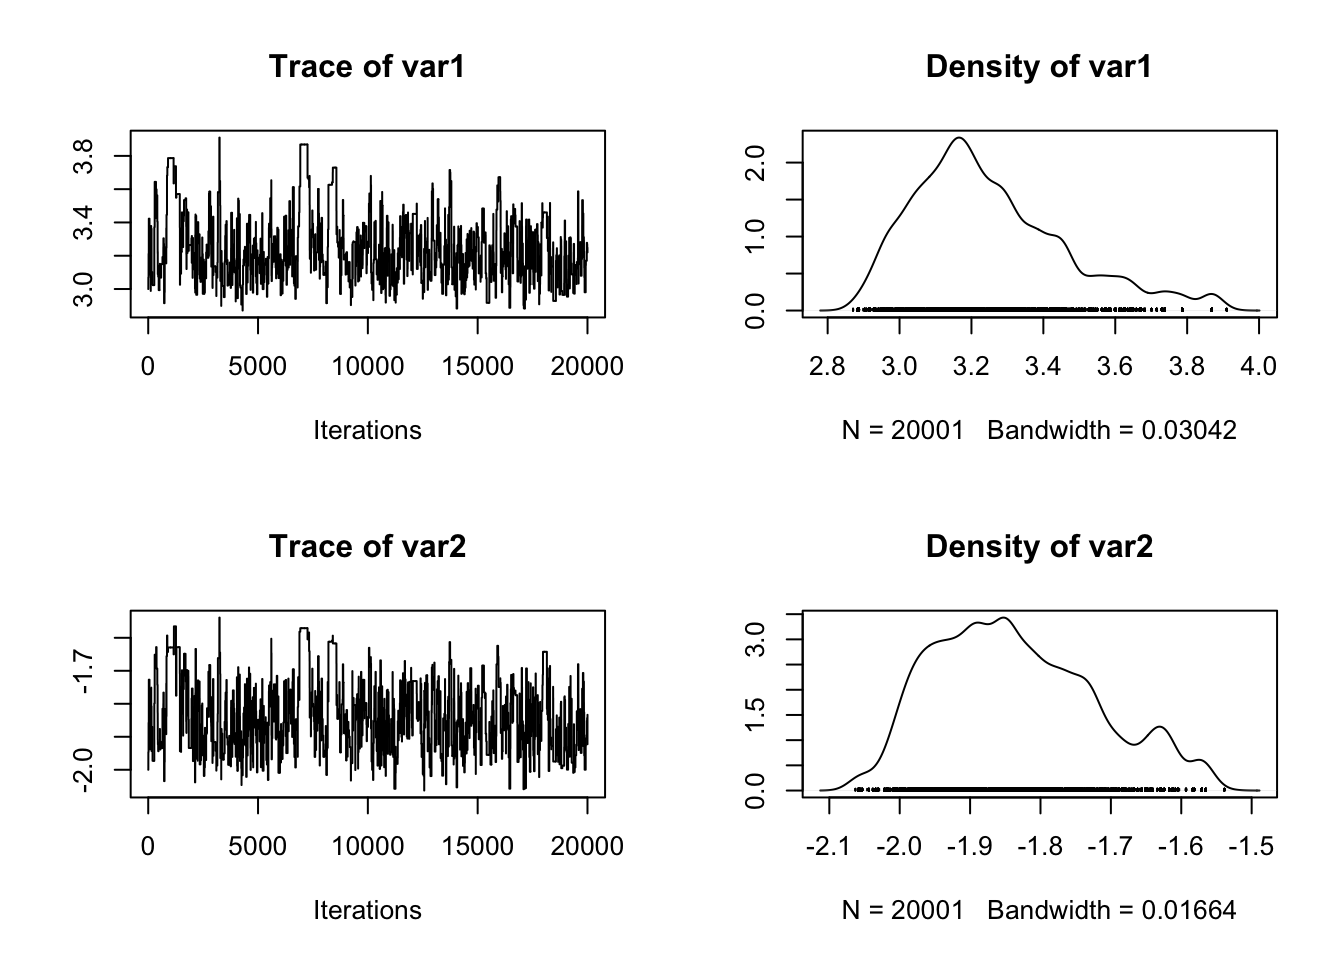 Trace of var1
3.8
3.4
3.0
0 5000 10000 15000 20000
Iterations
Density of var1
2.0
1.0
0.0
2.8 3.0 3.2 3.4 3.6 3.8 4.0
N = 20001 Bandwidth = 0.03042
Trace of var2
-1.7
-2.0
0 5000 10000 15000 20000
Iterations
Density of var2
3.0
1.5
0.0
-2.1 -2.0 -1.9 -1.8 -1.7 -1.6 -1.5
N = 20001 Bandwidth = 0.01664